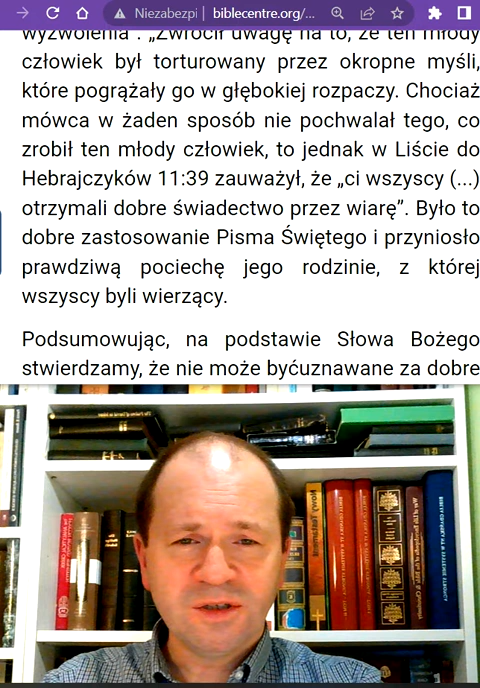 Niezabezpi
biblecentre.org/...
wyzwolenia". „Zwrócił uwagę na to, że ten młody
człowiek był torturowany przez okropne myśli,
które pogrążały go w głębokiej rozpaczy. Chociaż
mówca w żaden sposób nie pochwalał tego, co
zrobił ten młody człowiek, to jednak w Liście do
Hebrajczyków 11:39 zauważył, że „ci wszyscy (...)
otrzymali dobre świadectwo przez wiarę”. Było to
dobre zastosowanie Pisma Świętego i przyniosło
prawdziwą pociechę jego rodzinie, z której
wszyscy byli wierzący.
Podsumowując, na podstawie Słowa Bożego
stwierdzamy, że nie może byćuznawane za dobre